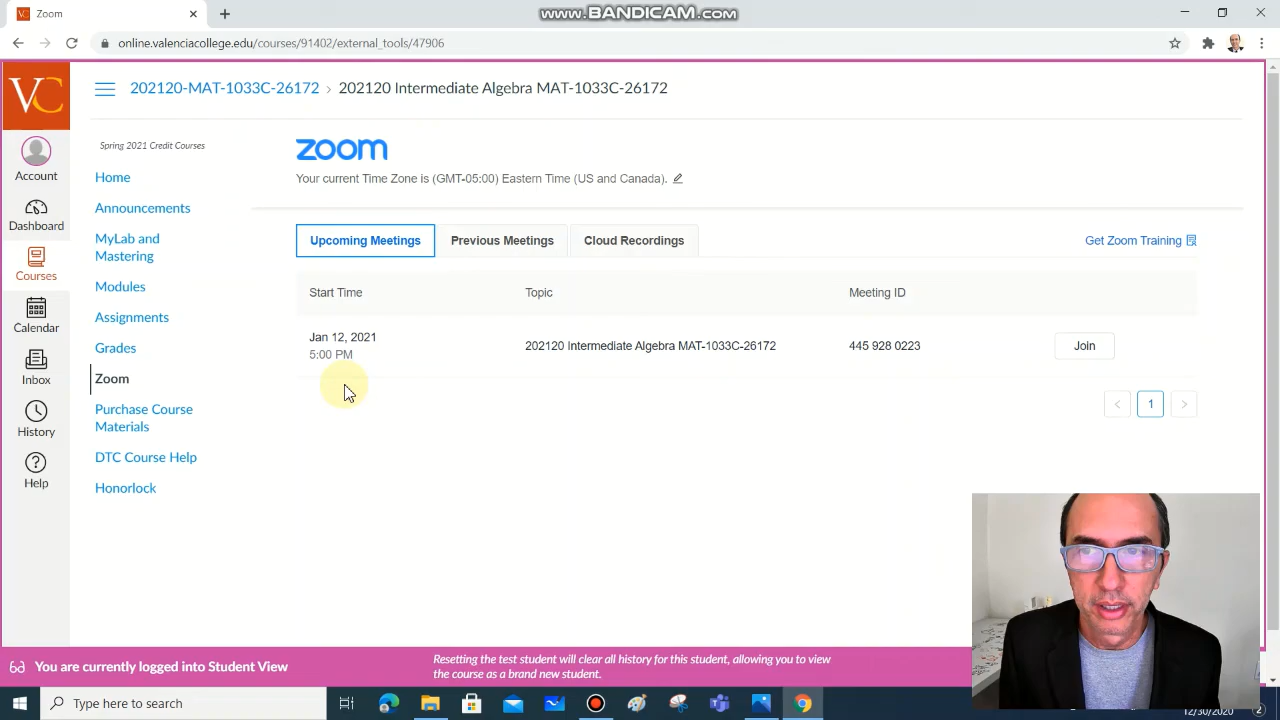 Zoom
www.BANDICAM.com
online.valenciacollege.edu/courses/91402/external_tools/47906
VC
202120-MAT-1033C-26172 › 202120 Intermediate Algebra MAT-1033C-26172
Account
Dashboard
Courses
Calendar
Inbox
History
Help
Spring 2021 Credit Courses
Home
Announcements
MyLab and
Mastering
Modules
Assignments
Grades
Zoom
Purchase Course
Materials
DTC Course Help
Honorlock
zoom
Your current Time Zone is (GMT-05:00) Eastern Time (US and Canada).
Upcoming Meetings Previous Meetings Cloud Recordings Get Zoom Training
Start Time Topic Meeting ID
Jan 12, 2021
5:00 PM
202120 Intermediate Algebra MAT-1033C-26172 445 928 0223 Join
< 1 >
You are currently logged into Student View
Resetting the test student will clear all history for this student, allowing you to view
the course as a brand new student.
Type here to search
12/30/2020
2